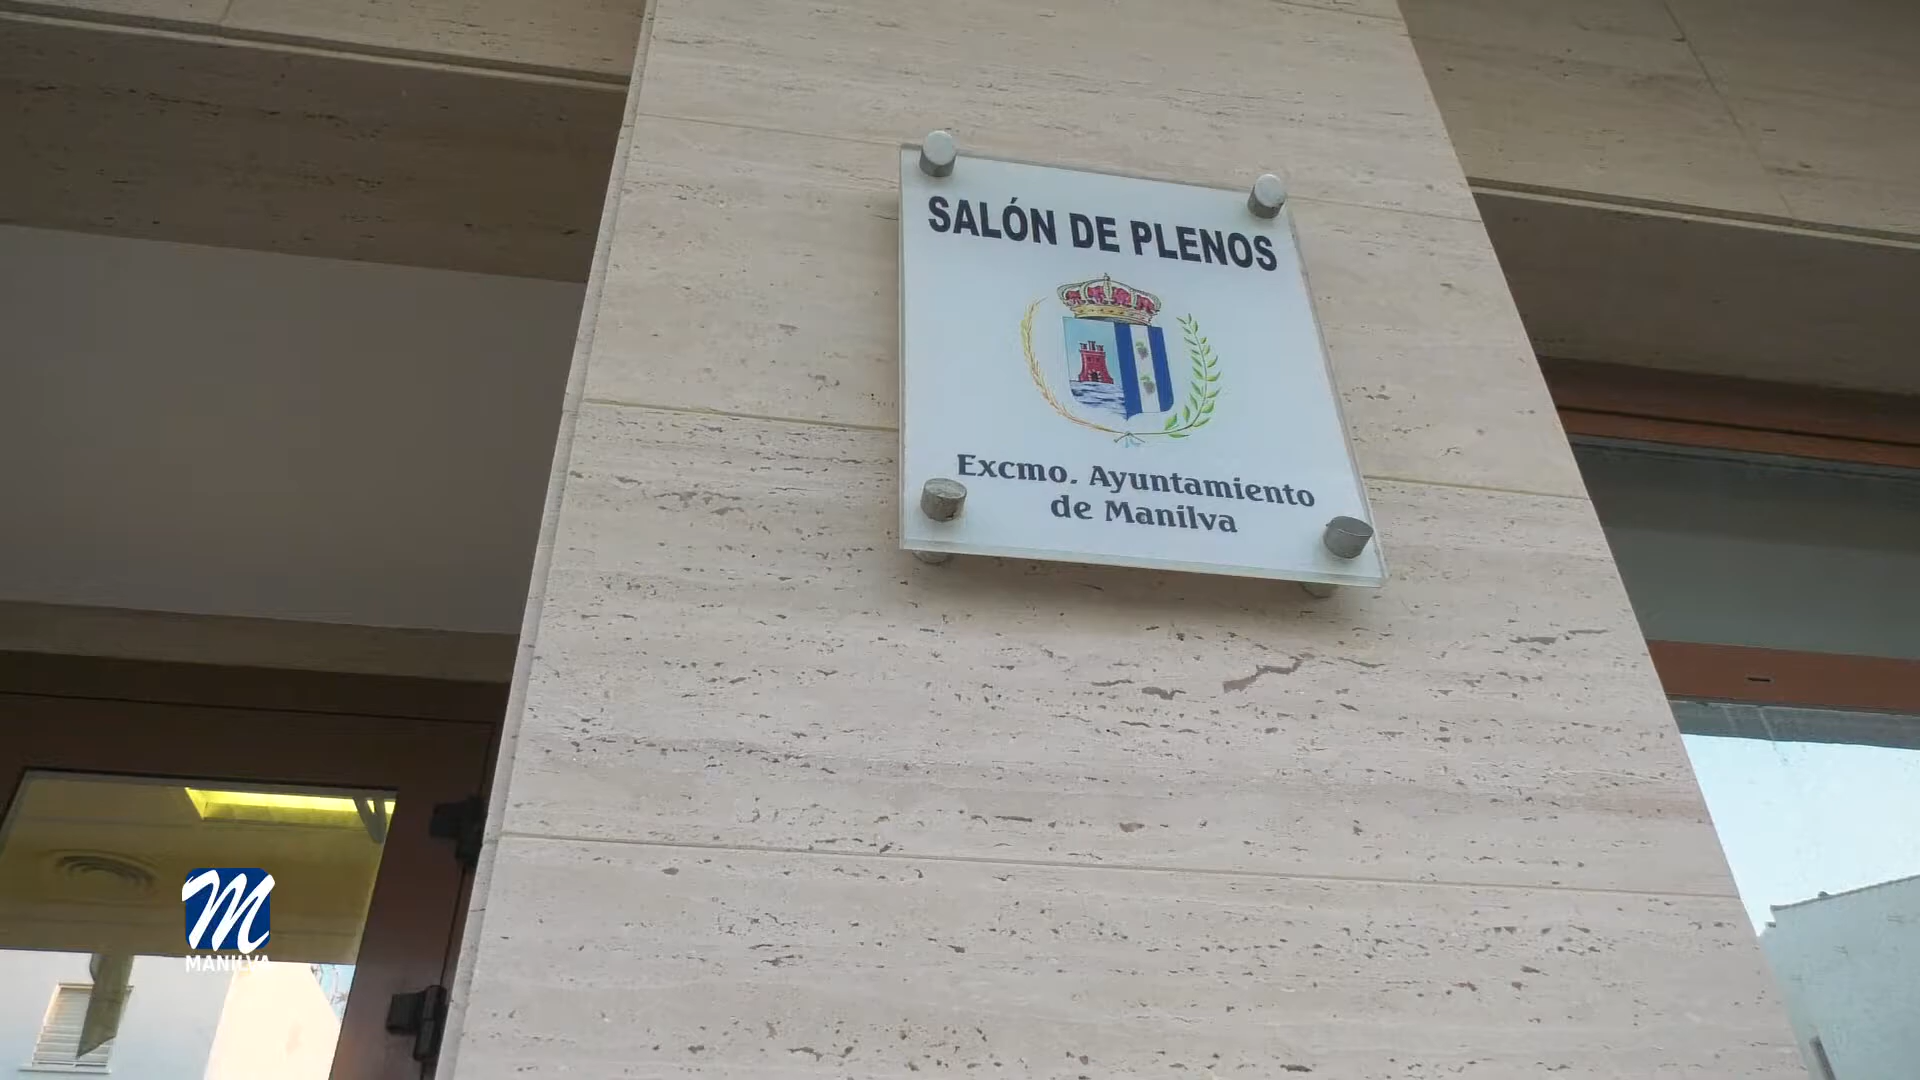 SALÓN DE PLENOS
Excmo. Ayuntamiento
de Manilva
M
MANILVA